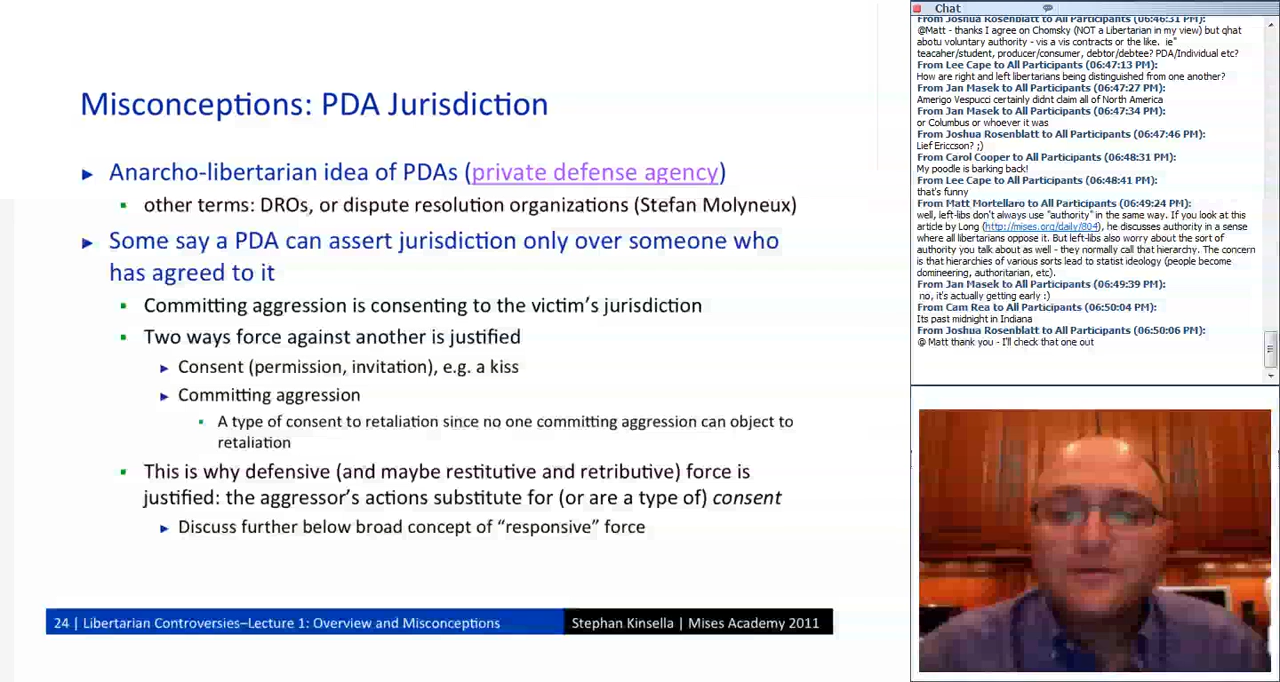 Misconceptions: PDA Jurisdiction
► Anarcho-libertarian idea of PDAs (private defense agency)
▪ other terms: DROs, or dispute resolution organizations (Stefan Molyneux)
► Some say a PDA can assert jurisdiction only over someone who
has agreed to it
▪ Committing aggression is consenting to the victim's jurisdiction
▪ Two ways force against another is justified
► Consent (permission, invitation), e.g. a kiss
► Committing aggression
▪ A type of consent to retaliation since no one committing aggression can object to
retaliation
▪ This is why defensive (and maybe restitutive and retributive) force is
justified: the aggressor's actions substitute for (or are a type of) consent
► Discuss further below broad concept of "responsive" force
24 | Libertarian Controversies–Lecture 1: Overview and Misconceptions
Stephan Kinsella | Mises Academy 2011
Chat
From Joshua Rosenblatt to All Participants (06:46:31 PM):
@Matt - thanks I agree on Chomsky (NOT a Libertarian in my view) but qhat
abotu voluntary authority - vis a vis contracts or the like. ie"
teacaher/student, producer/consumer, debtor/debtee? PDA/Individual etc?
From Lee Cape to All Participants (06:47:13 PM):
How are right and left libertarians being distinguished from one another?
From Jan Masek to All Participants (06:47:27 PM):
Amerigo Vespucci certainly didnt claim all of North America
From Jan Masek to All Participants (06:47:34 PM):
or Columbus or whoever it was
From Joshua Rosenblatt to All Participants (06:47:46 PM):
Lief Ericcson? ;)
From Carol Cooper to All Participants (06:48:31 PM):
My poodle is barking back!
From Lee Cape to All Participants (06:48:41 PM):
that's funny
From Matt Mortellaro to All Participants (06:49:24 PM):
well, left-libs don't always use "authority" in the same way. If you look at this
article by Long (http://mises.org/daily/804), he discusses authority in a sense
where all libertarians oppose it. But left-libs also worry about the sort of
authority you talk about as well - they normally call that hierarchy. The concern
is that hierarchies of various sorts lead to statist ideology (people become
domineering, authoritarian, etc).
From Jan Masek to All Participants (06:49:39 PM):
no, it's actually getting early :)
From Cam Rea to All Participants (06:50:04 PM):
Its past midnight in Indiana
From Joshua Rosenblatt to All Participants (06:50:06 PM):
@ Matt thank you - I'll check that one out